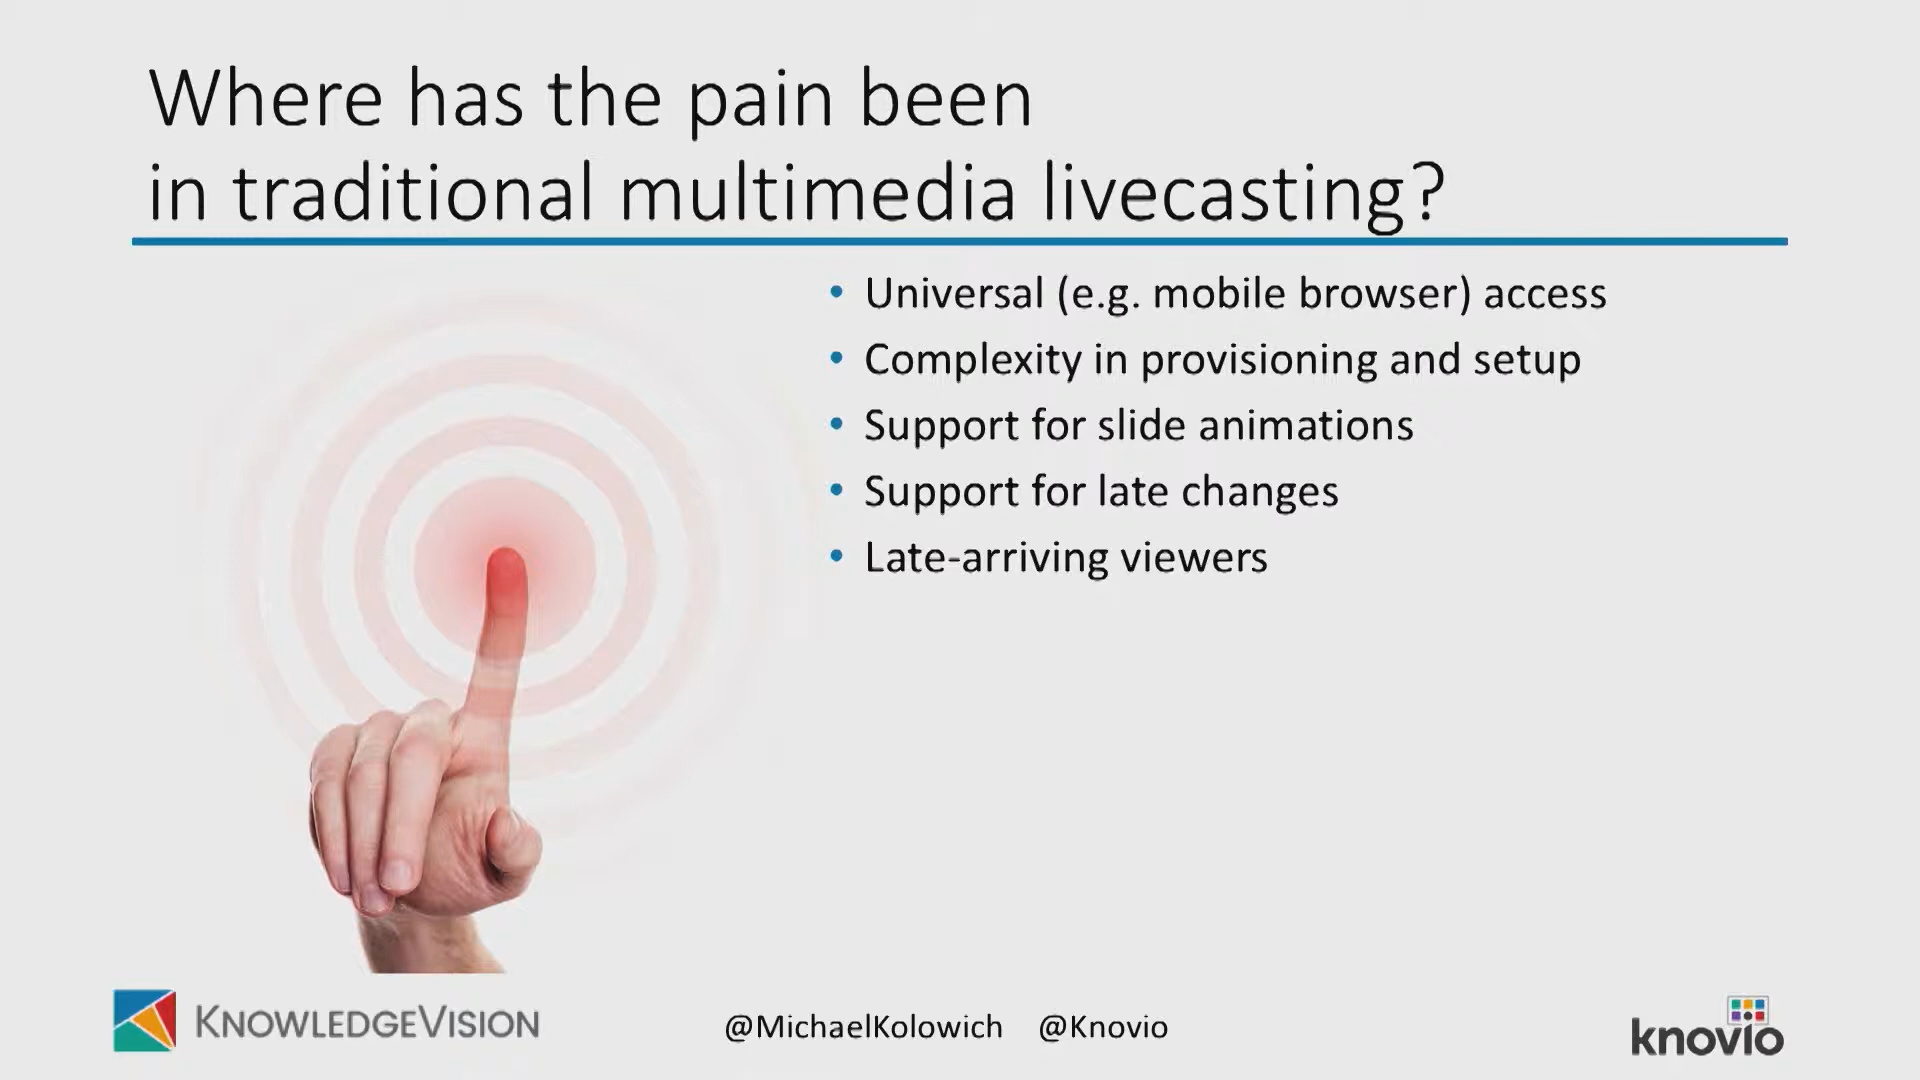 Where has the pain been
in traditional multimedia livecasting?
• Universal (e.g. mobile browser) access
• Complexity in provisioning and setup
• Support for slide animations
• Support for late changes
• Late-arriving viewers
KNOWLEDGEVISION
@MichaelKolowich @Knovio
knovio